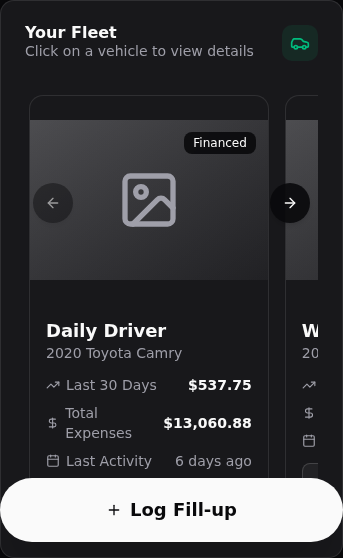 Your Fleet
Click on a vehicle to view details
Financed
Daily Driver
W
2020 Toyota Camry
20
Last 30 Days $537.75
Total
Expenses $13,060.88
Last Activity 6 days ago
+ Log Fill-up